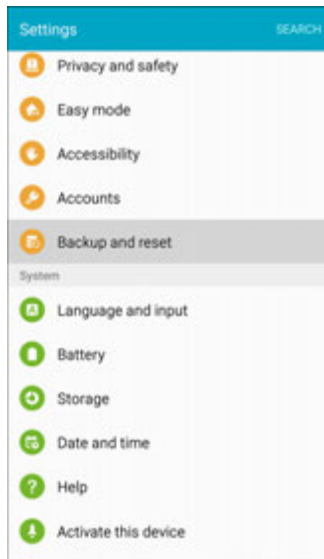 Settings
SEARCH
Privacy and safety
Easy mode
Accessibility
Accounts
Backup and reset
System
Language and input
Battery
Storage
Date and time
Help
Activate this device